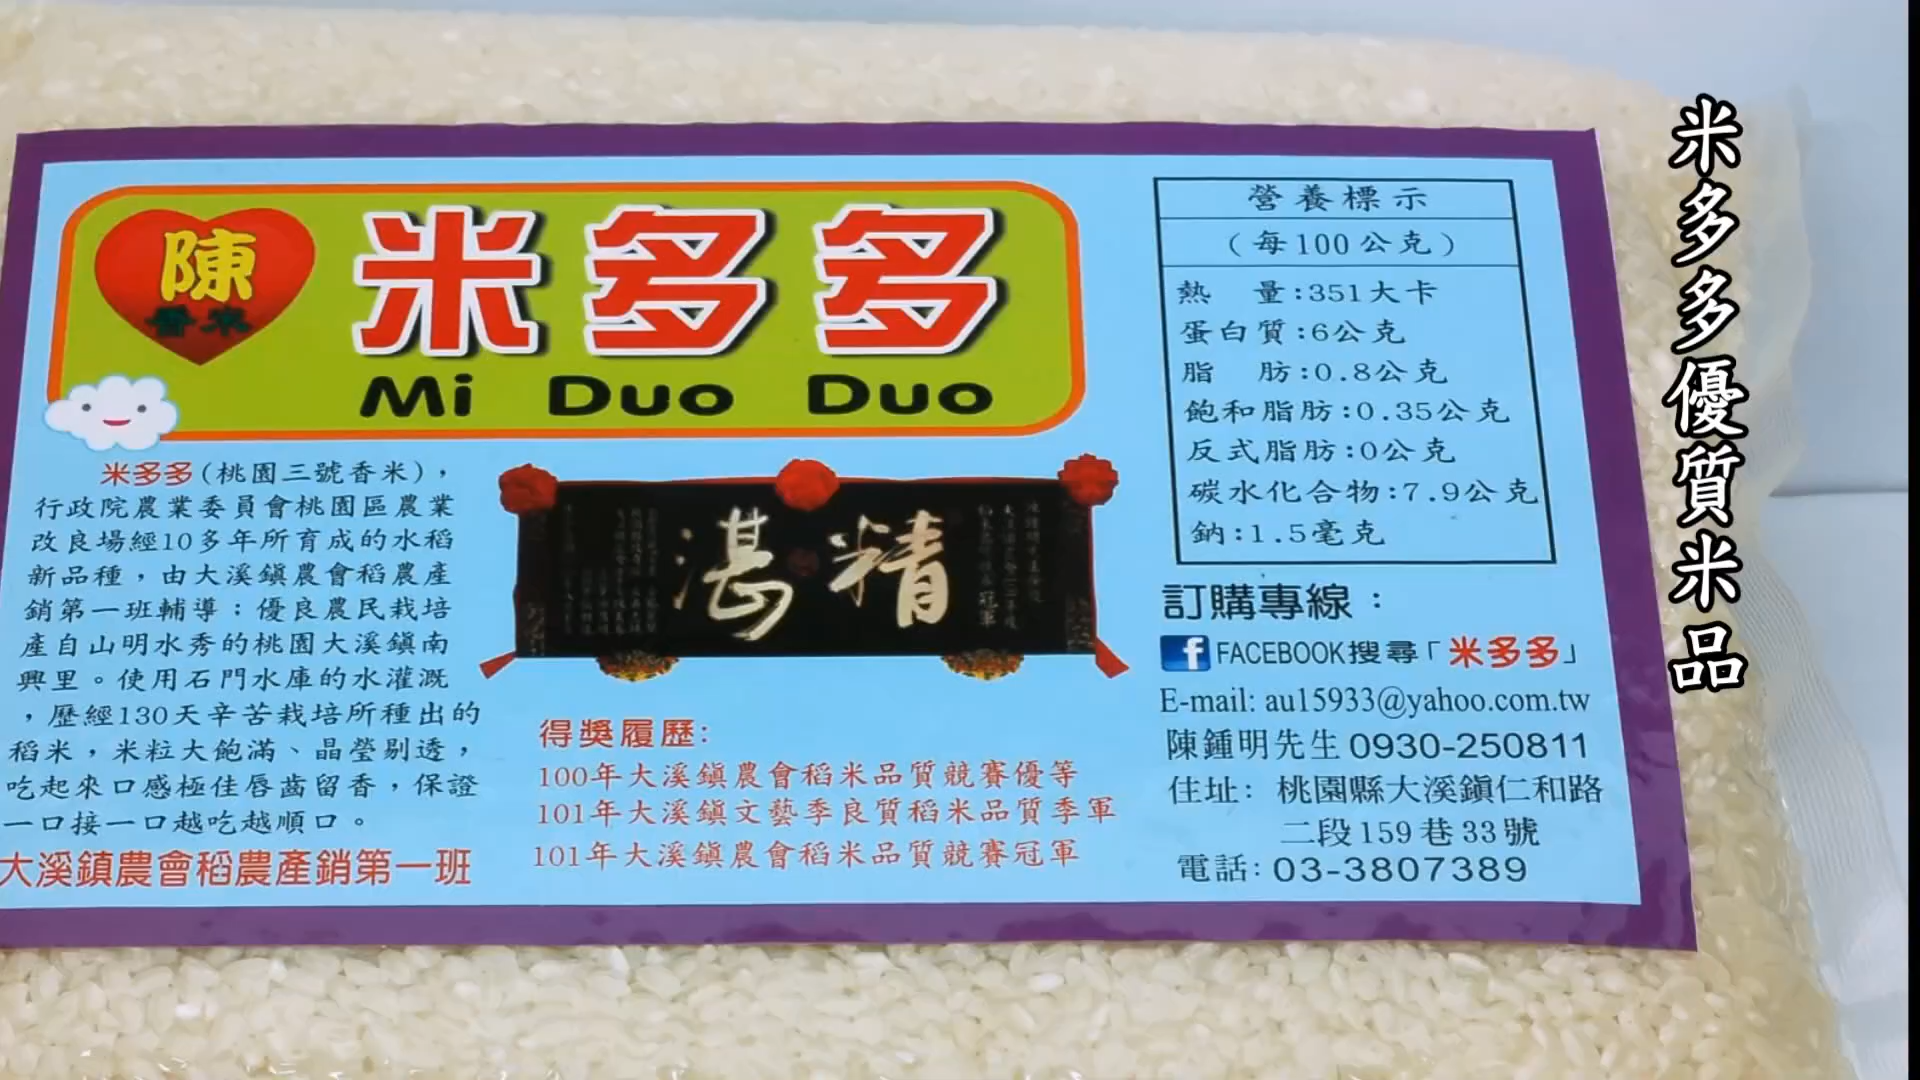 陳
香米
米多多
Mi Duo Duo
米多多(桃園三號香米)，
行政院農業委員會桃園區農業
改良場經10多年所育成的水稻
新品種，由大溪鎮農會稻農產
銷第一班輔導：優良農民栽培
產自山明水秀的桃園大溪鎮南
興里。使用石門水庫的水灌溉
，歷經130天辛苦栽培所種出的
稻米，米粒大飽滿、晶瑩剔透，
吃起來口感極佳唇齒留香，保證
一口接一口越吃越順口。
大溪鎮農會稻農產銷第一班
精湛
冠軍
得獎履歷:
100年大溪鎮農會稻米品質競賽優等
101年大溪鎮文藝季良質稻米品質季軍
101年大溪鎮農會稻米品質競賽冠軍
營養標示
(每100公克)
熱 量:351大卡
蛋白質:6公克
脂 肪:0.8公克
飽和脂肪:0.35公克
反式脂肪:0公克
碳水化合物:7.9公克
鈉:1.5毫克
訂購專線：
f FACEBOOK搜尋「米多多」
E-mail: au15933@yahoo.com.tw
陳鍾明先生 0930-250811
住址: 桃園縣大溪鎮仁和路
二段159巷33號
電話: 03-3807389
米多多優質米品